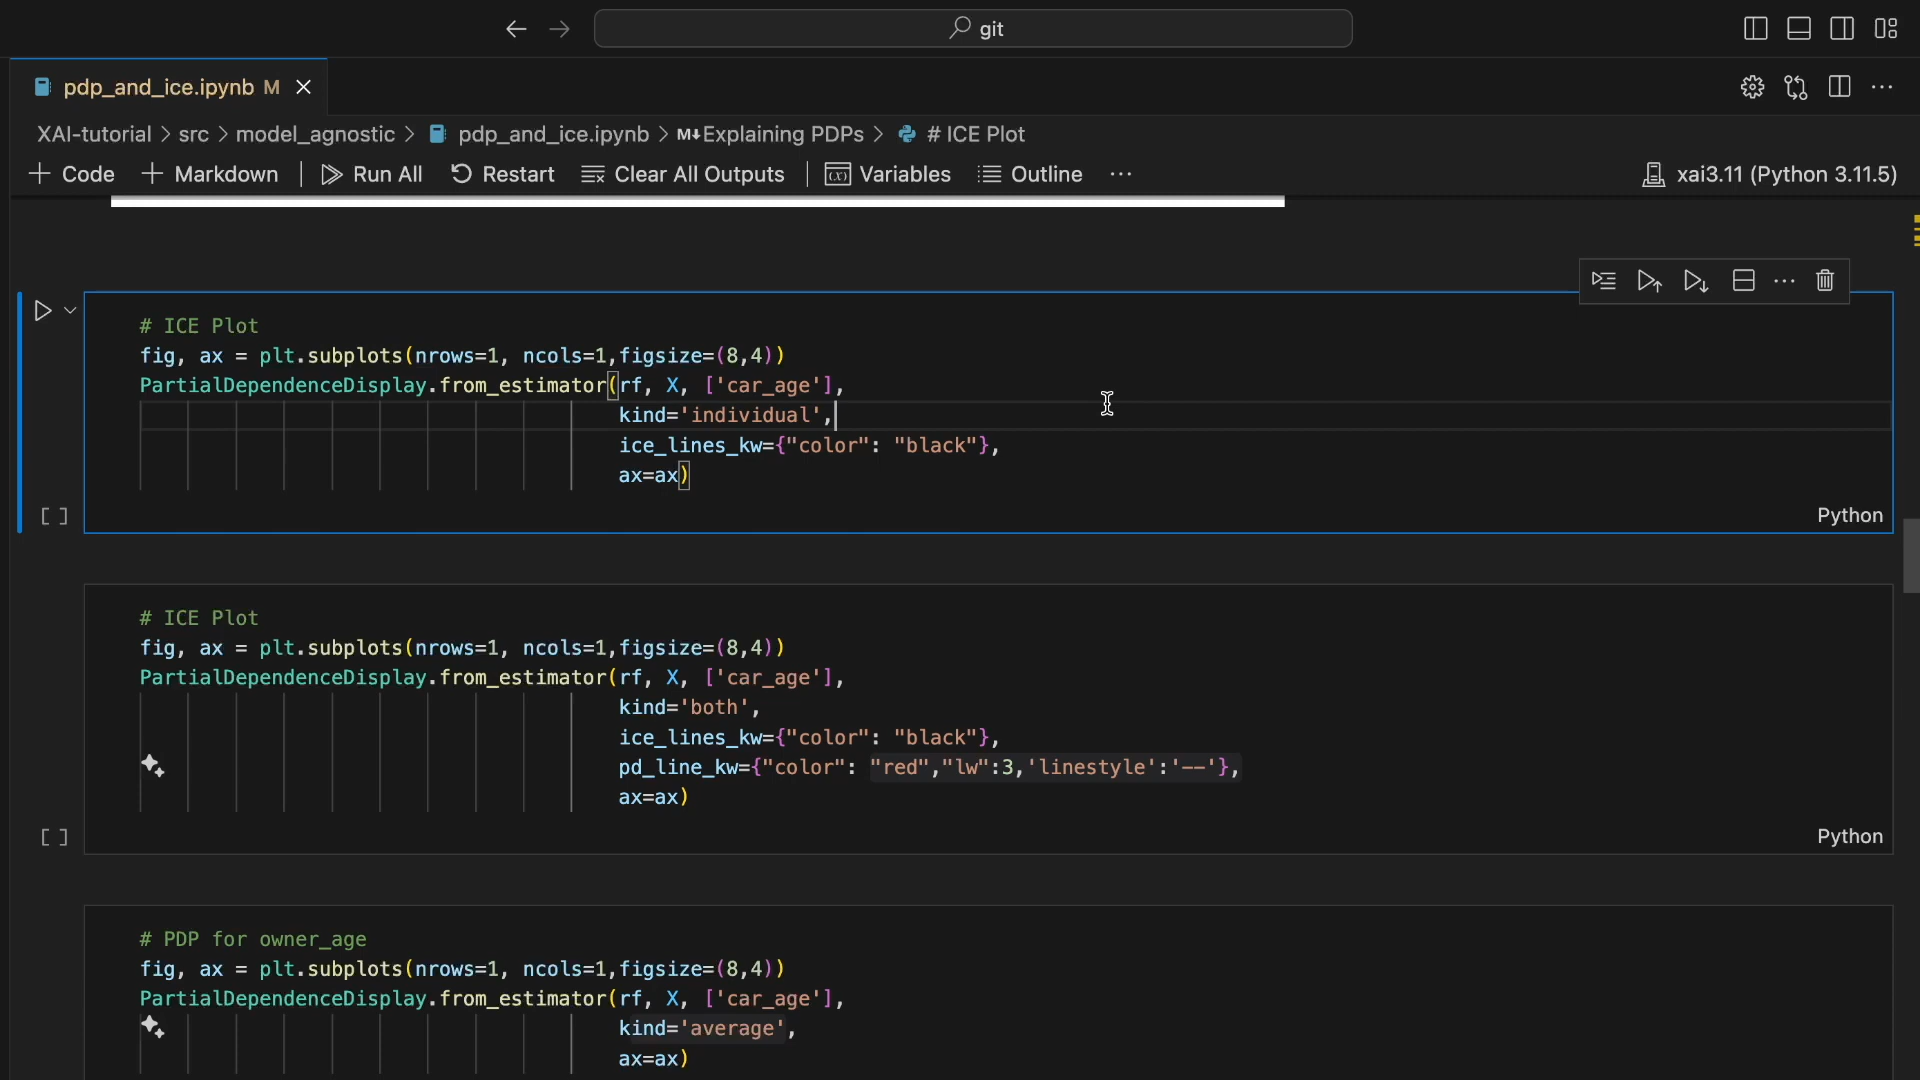 git
pdp_and_ice.ipynb M
XAI-tutorial > src > model_agnostic > pdp_and_ice.ipynb > M↓Explaining PDPs > # ICE Plot
+ Code + Markdown | Run All Restart Clear All Outputs | Variables Outline ...
xai3.11 (Python 3.11.5)
# ICE Plot
fig, ax = plt.subplots(nrows=1, ncols=1,figsize=(8,4))
PartialDependenceDisplay.from_estimator(rf, X, ['car_age'],
kind='individual',
ice_lines_kw={"color": "black"},
ax=ax)
[ ]
Python
# ICE Plot
fig, ax = plt.subplots(nrows=1, ncols=1,figsize=(8,4))
PartialDependenceDisplay.from_estimator(rf, X, ['car_age'],
kind='both',
ice_lines_kw={"color": "black"},
pd_line_kw={"color": "red","lw":3,'linestyle':'--'},
ax=ax)
[ ]
Python
# PDP for owner_age
fig, ax = plt.subplots(nrows=1, ncols=1,figsize=(8,4))
PartialDependenceDisplay.from_estimator(rf, X, ['car_age'],
kind='average',
ax=ax)